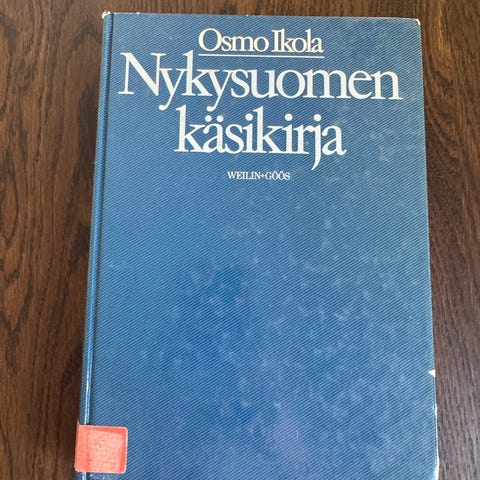 Osmo Ikola
Nykysuomen
käsikirja
WEILIN+GÖÖS